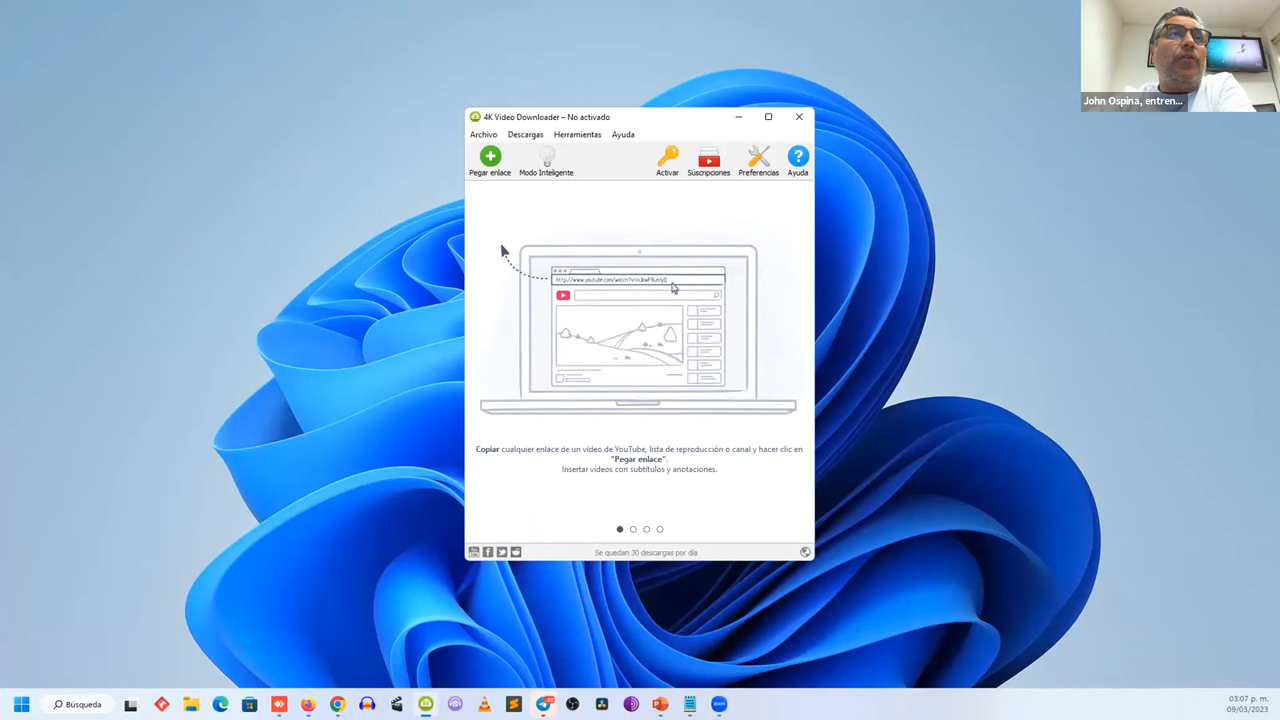 John Ospina, entren...
4K Video Downloader – No activado
Archivo Descargas Herramientas Ayuda
Pegar enlace Modo Inteligente Activar Suscripciones Preferencias Ayuda
Copiar cualquier enlace de un vídeo de YouTube, lista de reproducción o canal y hacer clic en
"Pegar enlace".
Insertar vídeos con subtítulos y anotaciones.
Se quedan 30 descargas por día
Búsqueda
03:07 p. m.
09/03/2023